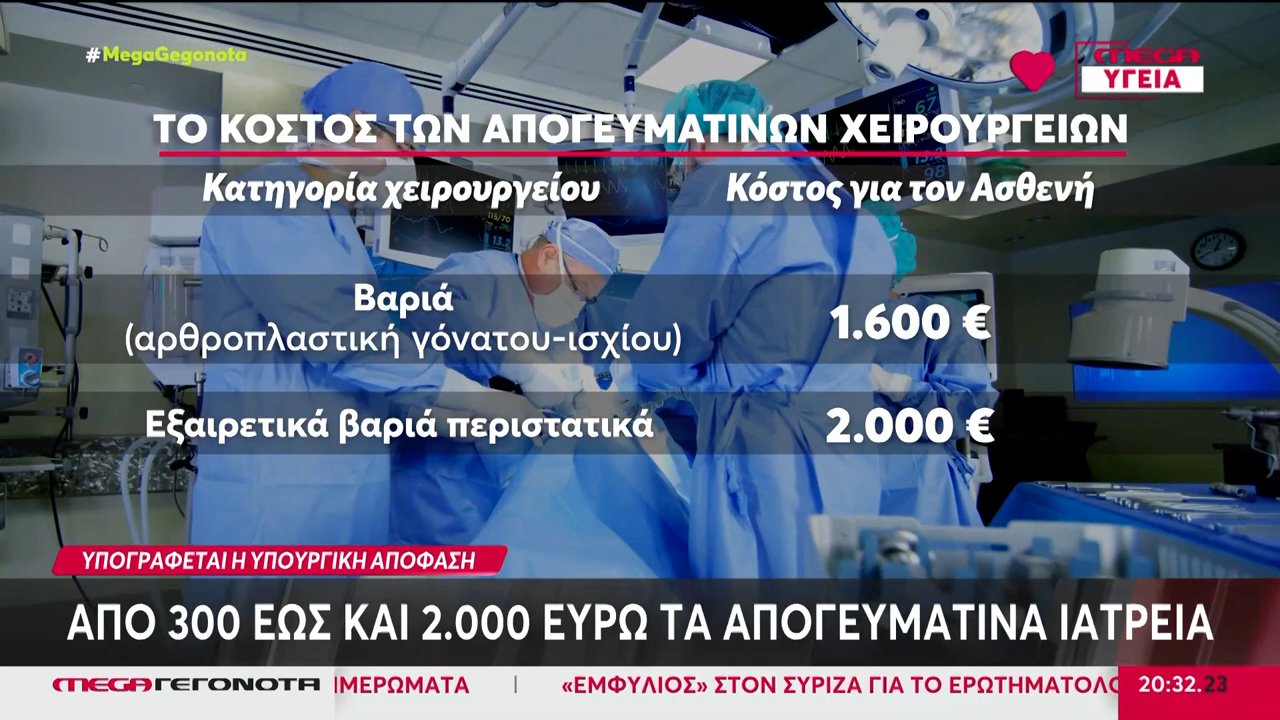 #MegaGegonota
MEGA
ΥΓΕΙΑ
ΤΟ ΚΟΣΤΟΣ ΤΩΝ ΑΠΟΓΕΥΜΑΤΙΝΩΝ ΧΕΙΡΟΥΡΓΕΙΩΝ
Κατηγορία χειρουργείου Κόστος για τον Ασθενή
Βαριά
(αρθροπλαστική γόνατου-ισχίου) 1.600 €
Εξαιρετικά βαριά περιστατικά 2.000 €
ΥΠΟΓΡΑΦΕΤΑΙ Η ΥΠΟΥΡΓΙΚΗ ΑΠΟΦΑΣΗ
ΑΠΟ 300 ΕΩΣ ΚΑΙ 2.000 ΕΥΡΩ ΤΑ ΑΠΟΓΕΥΜΑΤΙΝΑ ΙΑΤΡΕΙΑ
MEGA ΓΕΓΟΝΟΤΑ ΗΜΕΡΩΜΑΤΑ | «ΕΜΦΥΛΙΟΣ» ΣΤΟΝ ΣΥΡΙΖΑ ΓΙΑ ΤΟ ΕΡΩΤΗΜΑΤΟΛΟ 20:32.23